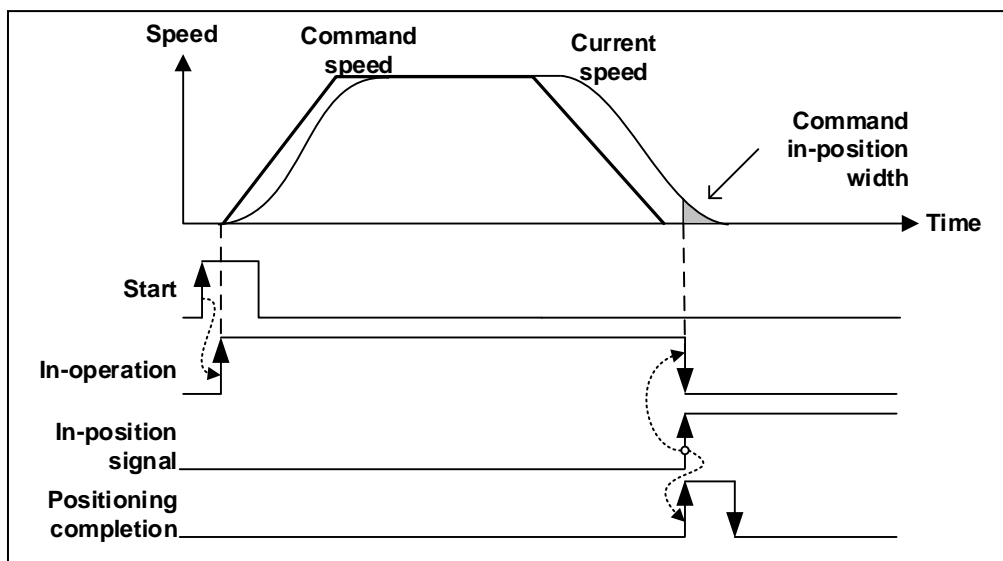 Speed
Command
speed
Current
speed
Command
in-position
width
Time
Start
In-operation
In-position
signal
Positioning
completion